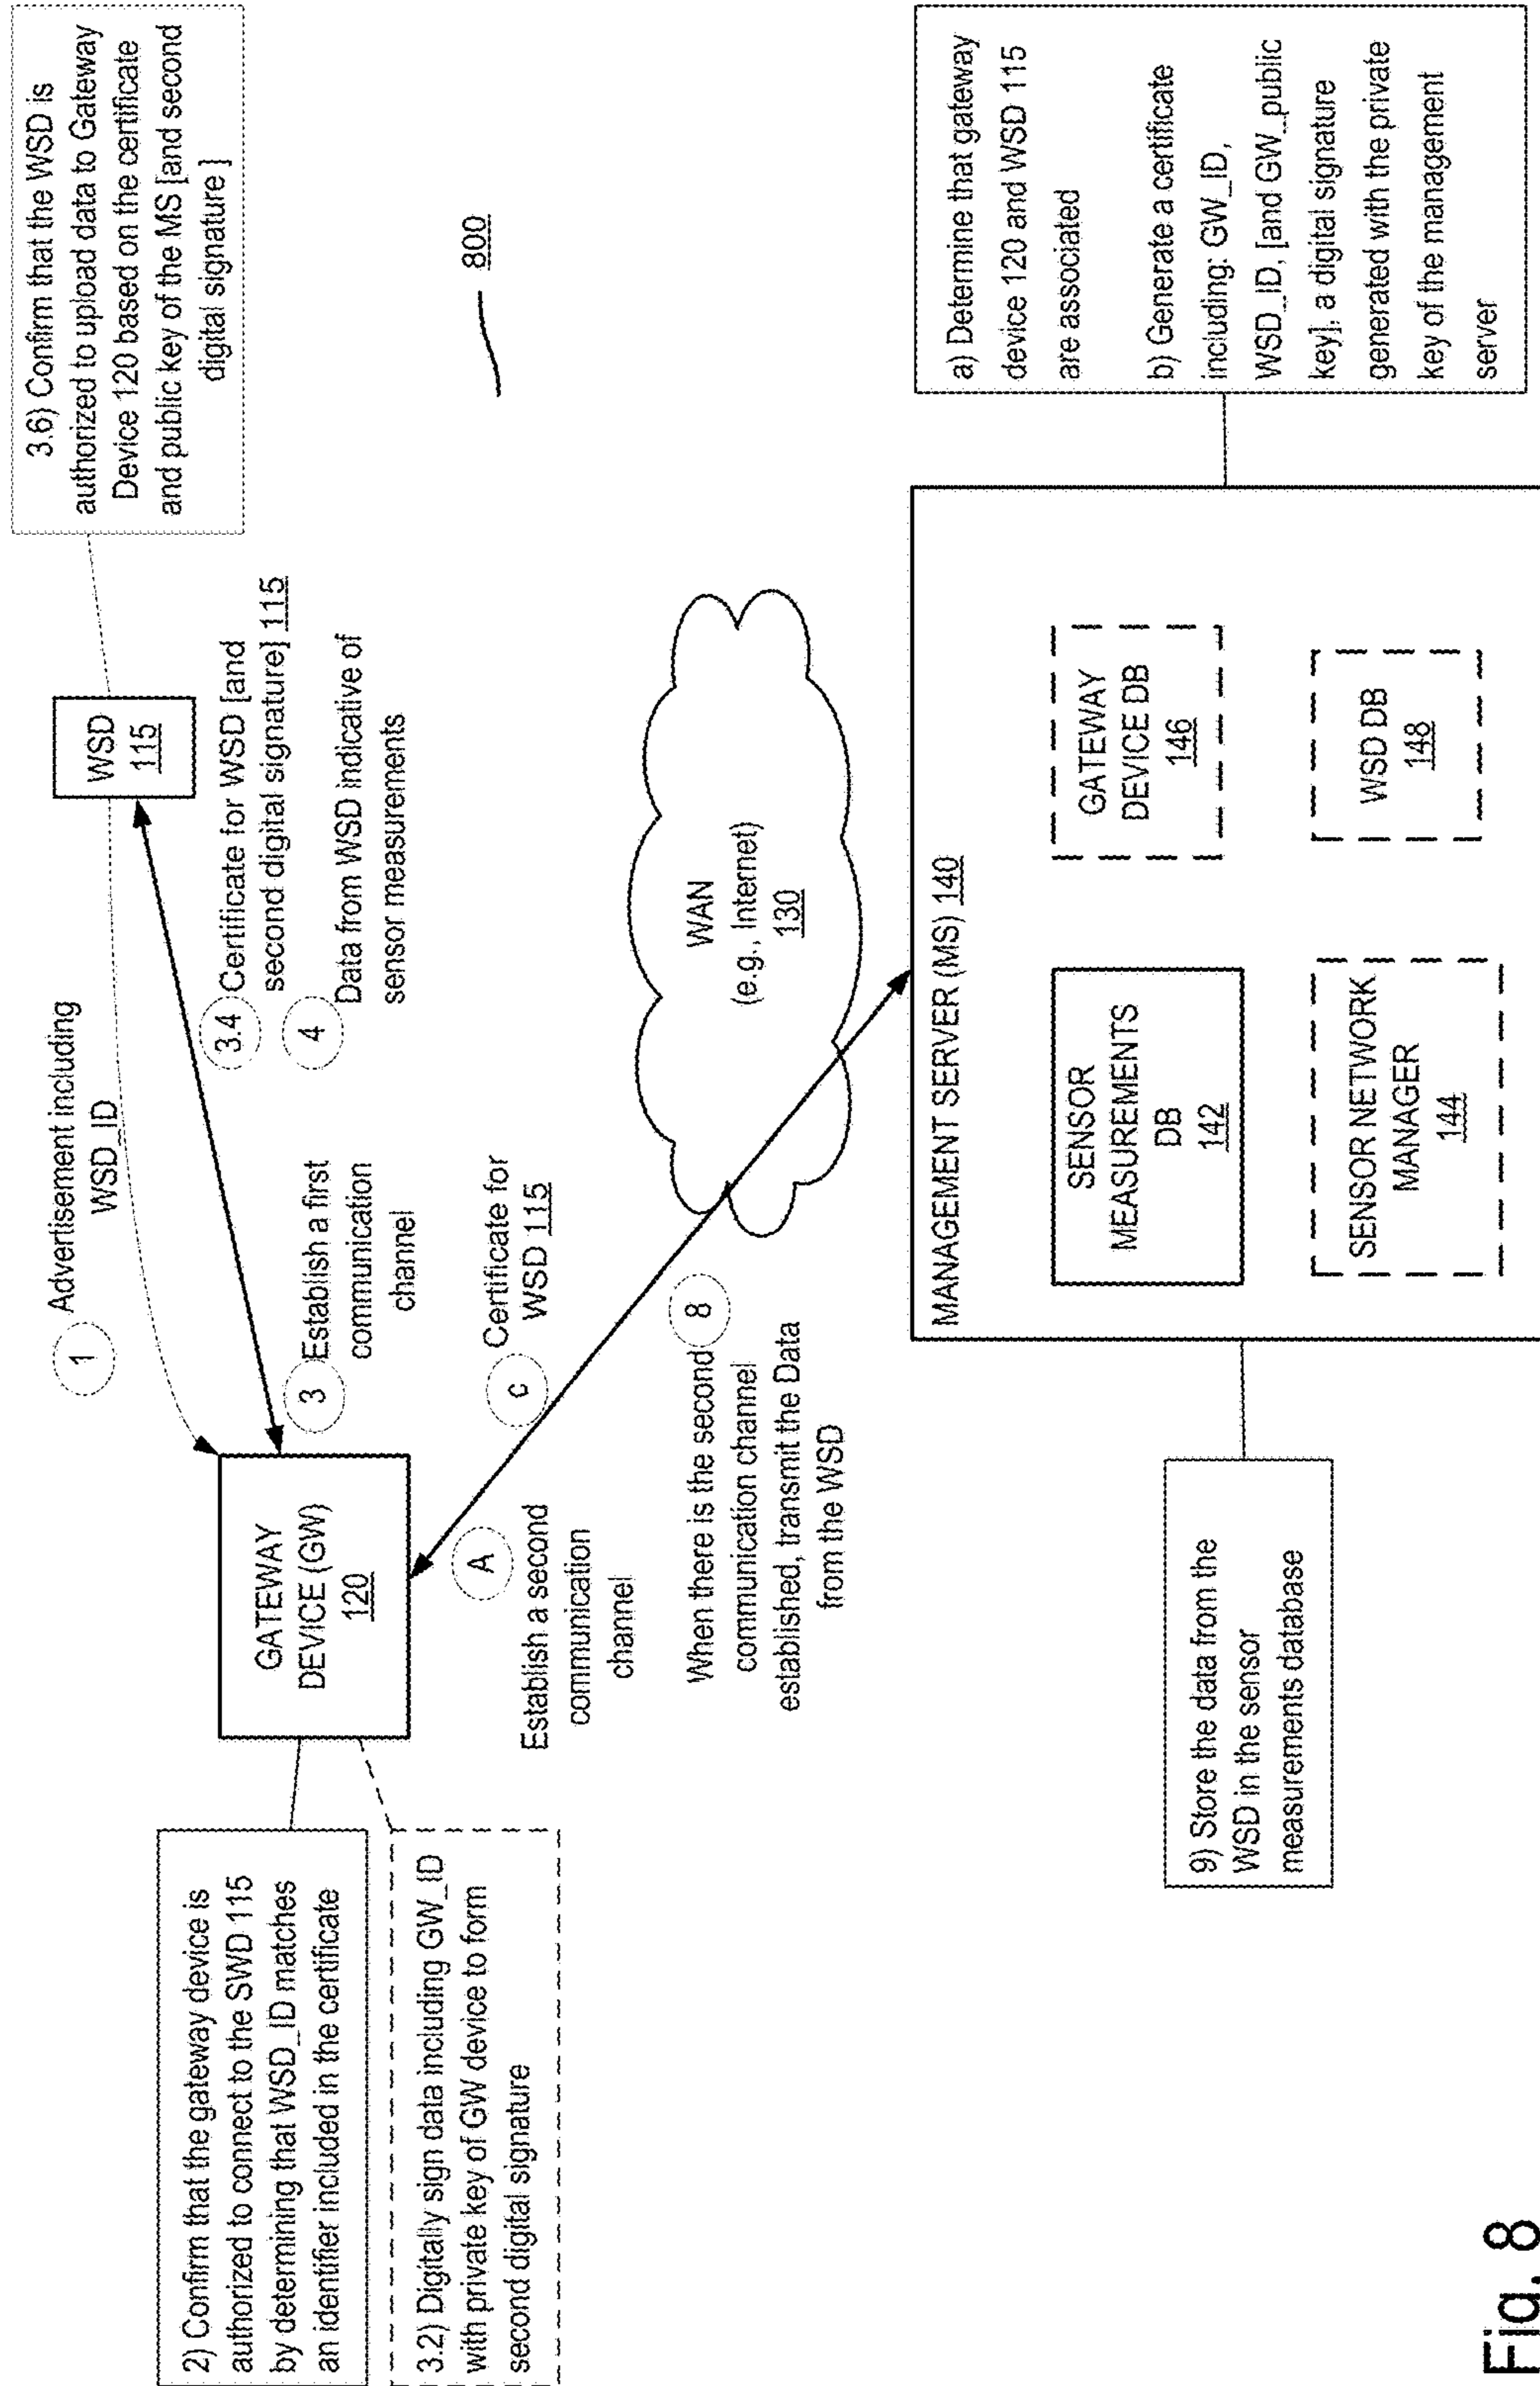 3.6) Confirm that the WSD is
authorized to upload data to Gateway
Device 120 based on the certificate
and public key of the MS [and second
digital signature ]
800
1
Advertisement including
WSD_ID
WSD
115
3.4
Certificate for WSD [and
second digital signature] 115
4
Data from WSD indicative of
sensor measurements
2) Confirm that the gateway device is
authorized to connect to the SWD 115
by determining that WSD_ID matches
an identifier included in the certificate
3.2) Digitally sign data including GW_ID
with private key of GW device to form
second digital signature
GATEWAY
DEVICE (GW)
120
3
Establish a first
communication
channel
A
Establish a second
communication
channel
c
Certificate for
WSD 115
8
When there is the second
communication channel
established, transmit the Data
from the WSD
WAN
(e.g., Internet)
130
a) Determine that gateway
device 120 and WSD 115
are associated
b) Generate a certificate
including: GW_ID,
WSD_ID, [and GW_public
key], a digital signature
generated with the private
key of the management
server
MANAGEMENT SERVER (MS) 140
SENSOR
MEASUREMENTS
DB
142
GATEWAY
DEVICE DB
146
SENSOR NETWORK
MANAGER
144
WSD DB
148
9) Store the data from the
WSD in the sensor
measurements database
Fig. 8